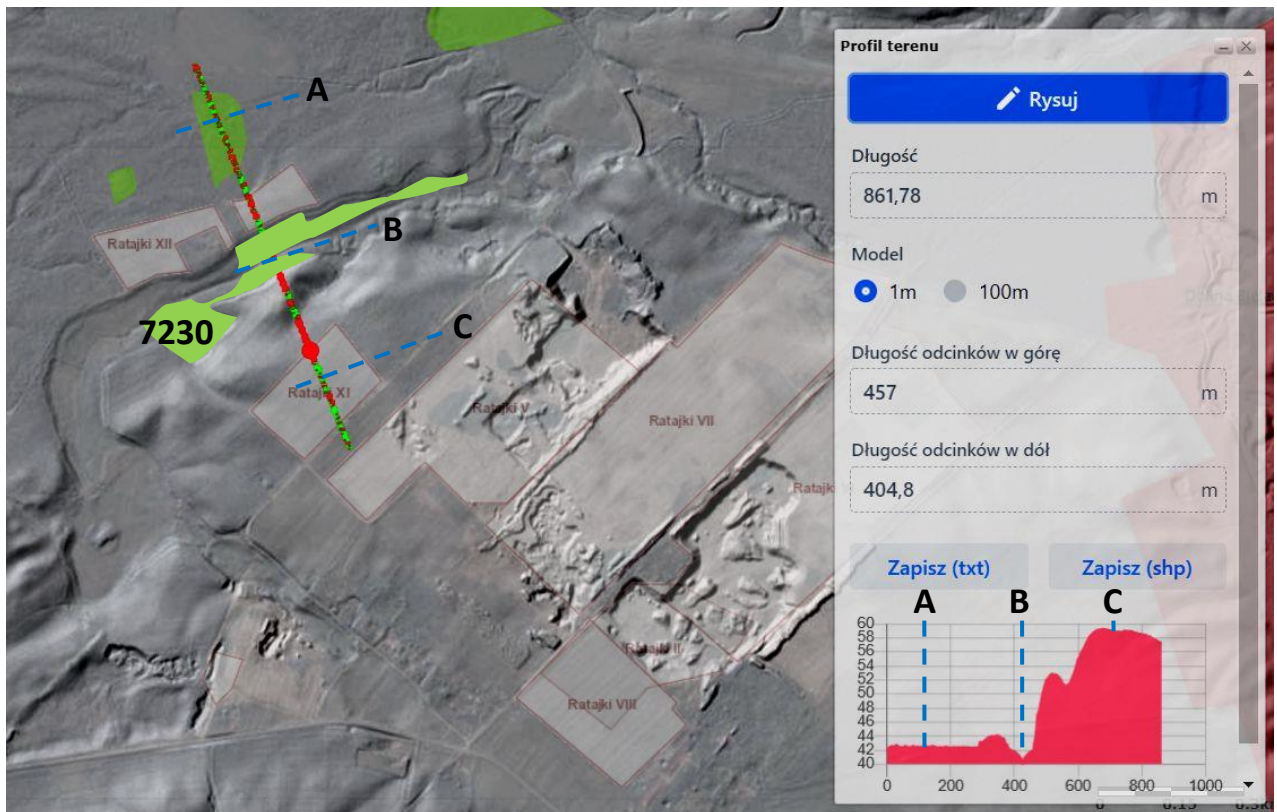 A
B
C
7230
Ratajki XII
Ratajki XI
Ratajki V
Ratajki VII
Ratajki VIII
Profil terenu
Rysuj
Długość
861,78 m
Model
1m 100m
Długość odcinków w górę
457 m
Długość odcinków w dół
404,8 m
Zapisz (txt) Zapisz (shp)
A B C
60
58
56
54
52
50
48
46
44
42
40
0 200 400 600 800 1000